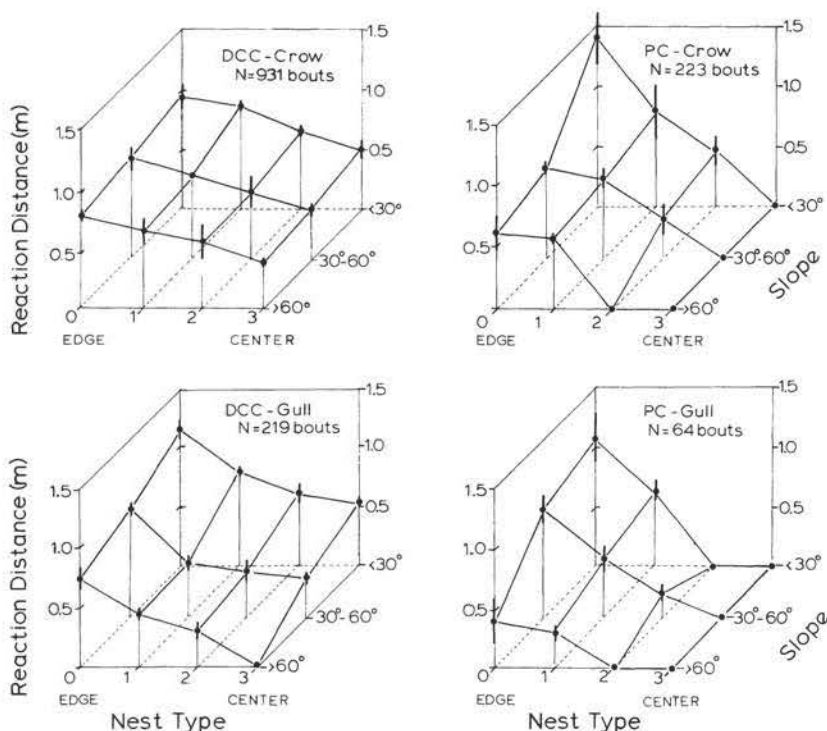 DCC-Crow
N=931 bouts
1.5
1.0
0.5
<30°
30°-60°
>60°
Reaction Distance (m)
1.5
1.0
0.5
0 1 2 3
EDGE CENTER
PC-Crow
N=223 bouts
1.5
1.0
0.5
<30°
30°-60°
>60°
Slope
1.5
1.0
0.5
0 1 2 3
EDGE CENTER
DCC-Gull
N=219 bouts
1.5
1.0
0.5
<30°
30°-60°
>60°
Reaction Distance (m)
1.5
1.0
0.5
0 1 2 3
EDGE CENTER
Nest Type
PC-Gull
N=64 bouts
1.5
1.0
0.5
<30°
30°-60°
>60°
Slope
1.5
1.0
0.5
0 1 2 3
EDGE CENTER
Nest Type